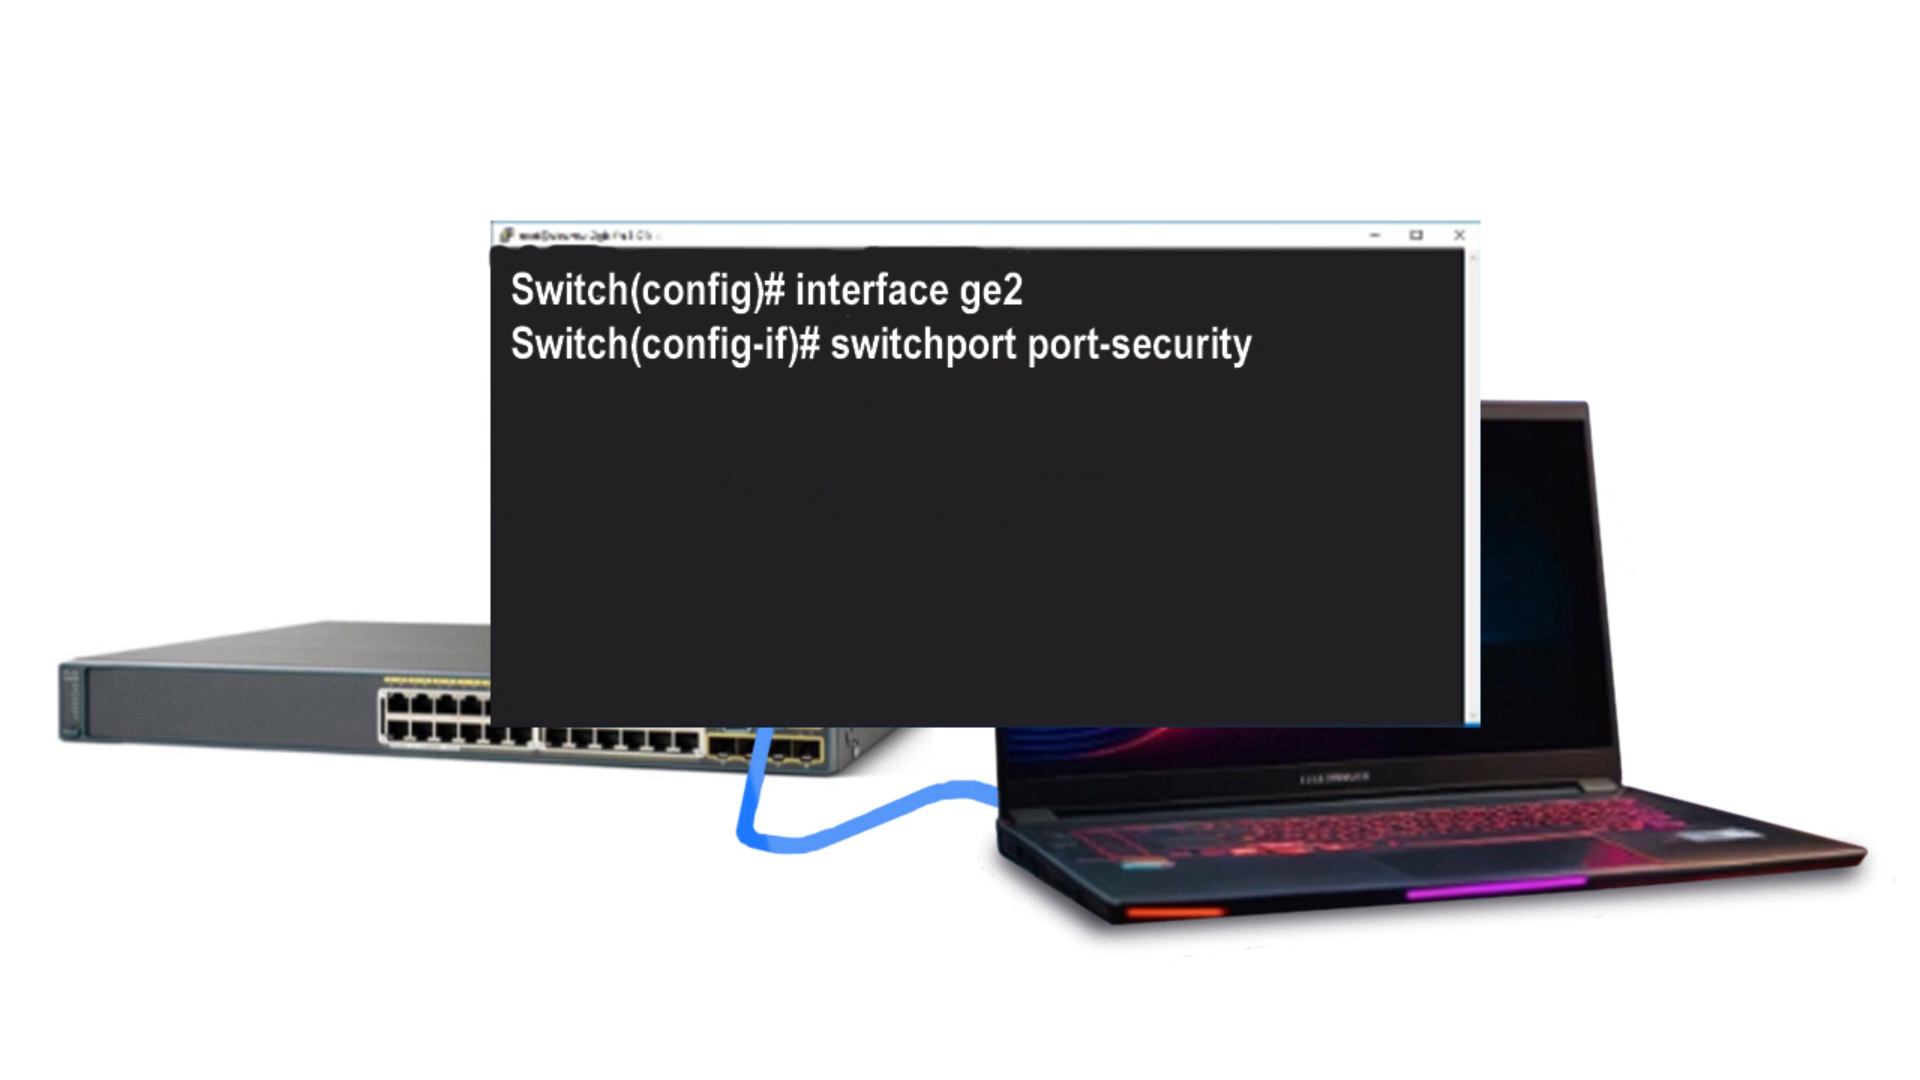 Switch(config)# interface ge2
Switch(config-if)# switchport port-security